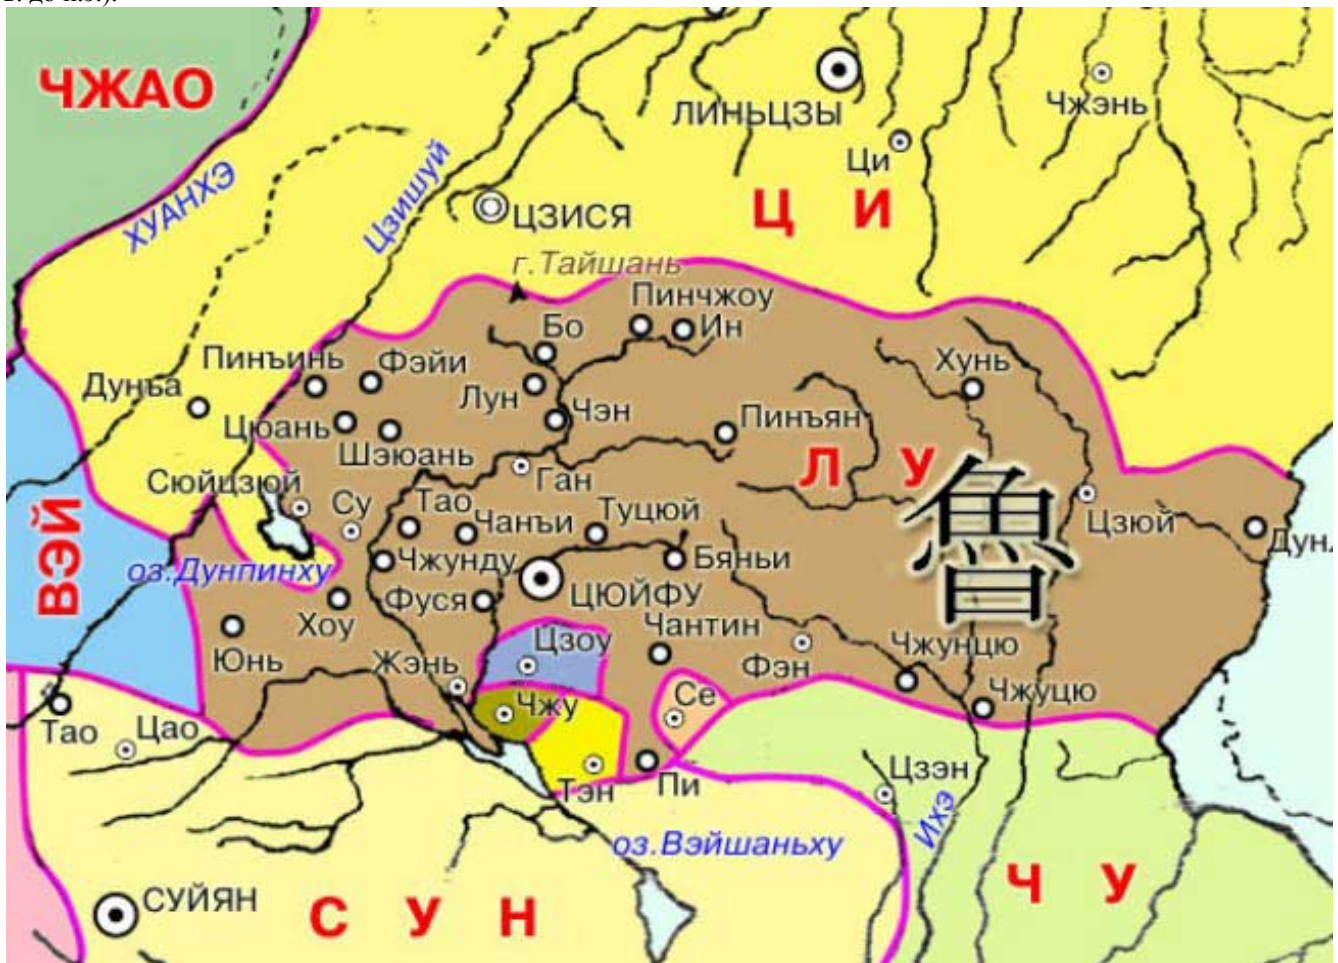 г. до н.э.).
ЧЖАО
ЛИНЬЦЗЫ
Чжэнь
Ци
ХУАНХЭ
Цзишуй
ЦЗИСЯ
Ц И
г.Тайшань
Пинчжоу
Бо
Ин
Пинъинь
Фэйи
Хунь
Дунъа
Лун
Чэн
Цюань
Пинъян
Шэюань
Л У
魯
Ган
Сюйцзюй
Су
Тао
Чанъи
Туцюй
Цзюй
ВЭЙ
Чжунду
Бяньи
оз.Дунпинху
Фуся
ЦЮЙФУ
Хоу
Чантин
Цзоу
Юнь
Жэнь
Фэн
Чжунцю
Чжу
Се
Чжуцю
Тао
Цао
Тэн
Пи
Цзэн
Ихэ
оз.Вэйшаньху
СУЙЯН
С У Н
Ч У